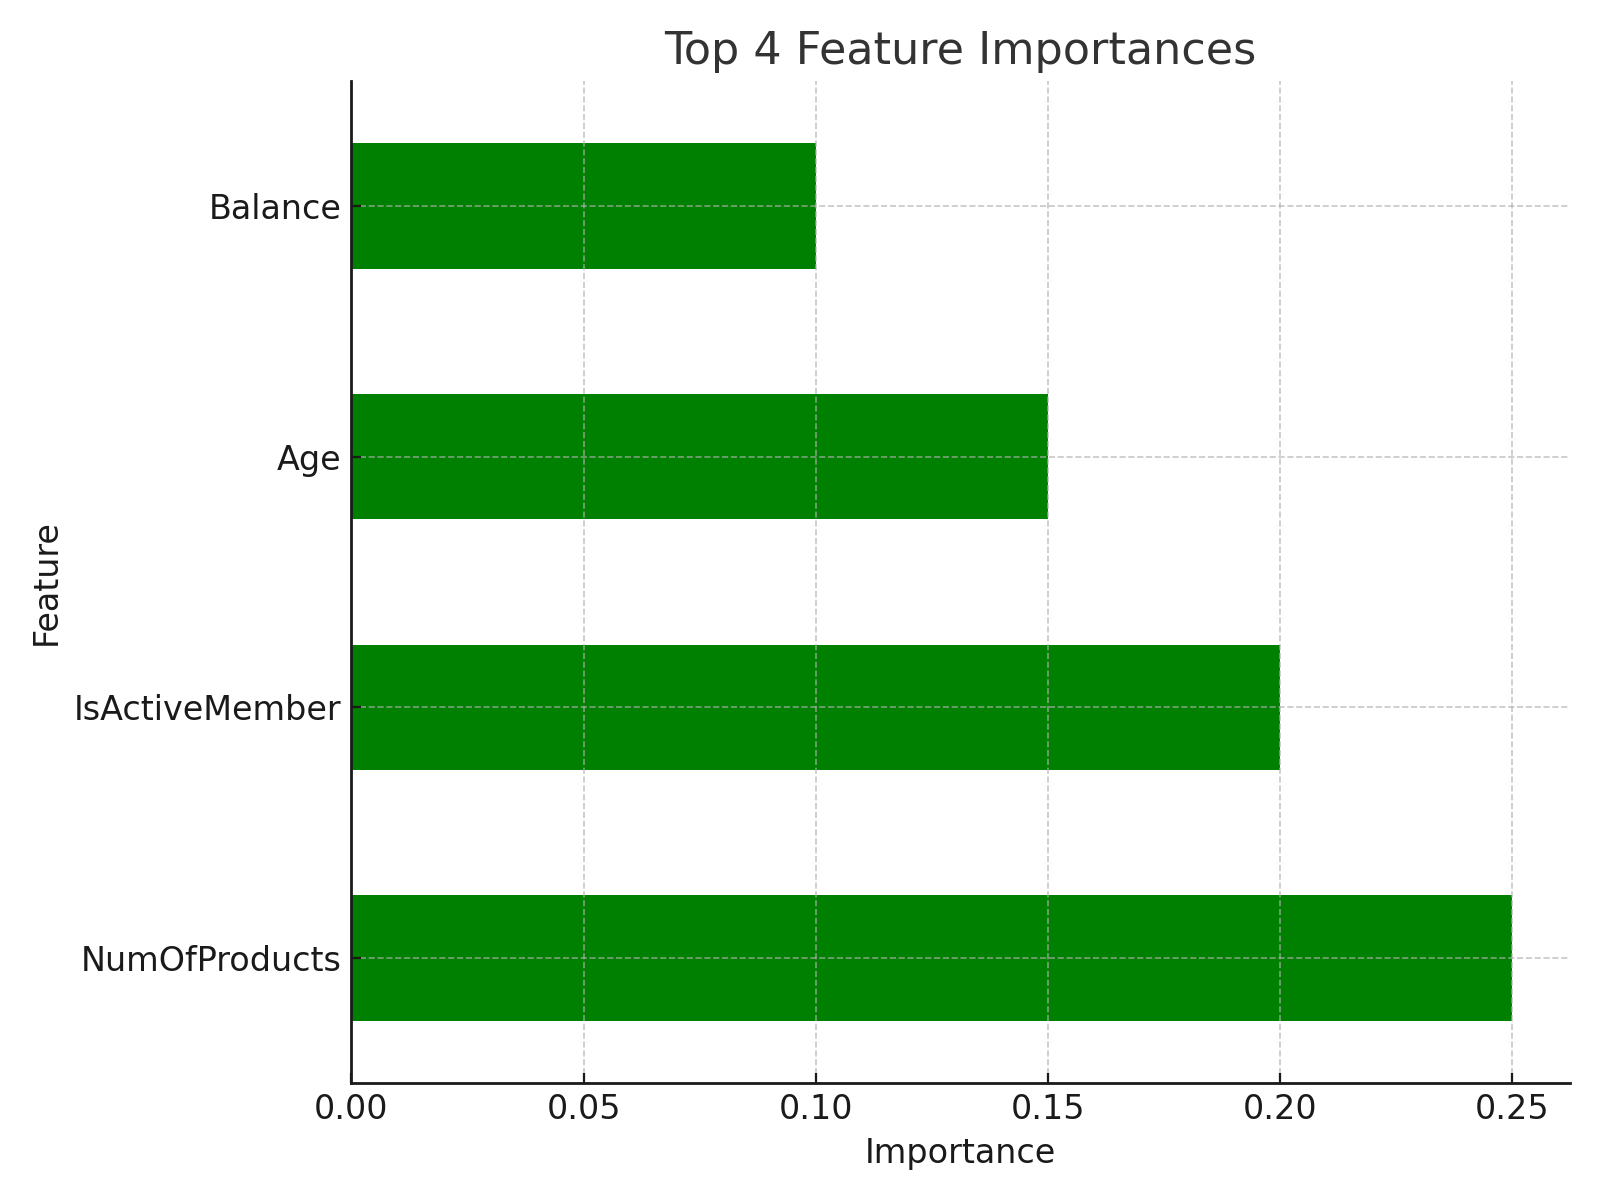 Top 4 Feature Importances
Balance
Age
IsActiveMember
NumOfProducts
Feature
0.00 0.05 0.10 0.15 0.20 0.25
Importance